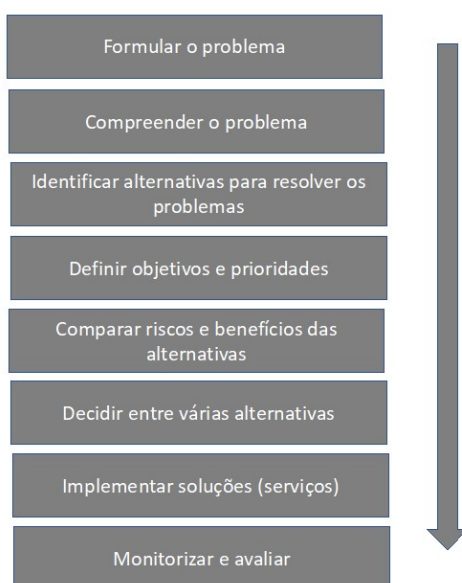 Formular o problema
Compreender o problema
Identificar alternativas para resolver os
problemas
Definir objetivos e prioridades
Comparar riscos e benefícios das
alternativas
Decidir entre várias alternativas
Implementar soluções (serviços)
Monitorizar e avaliar